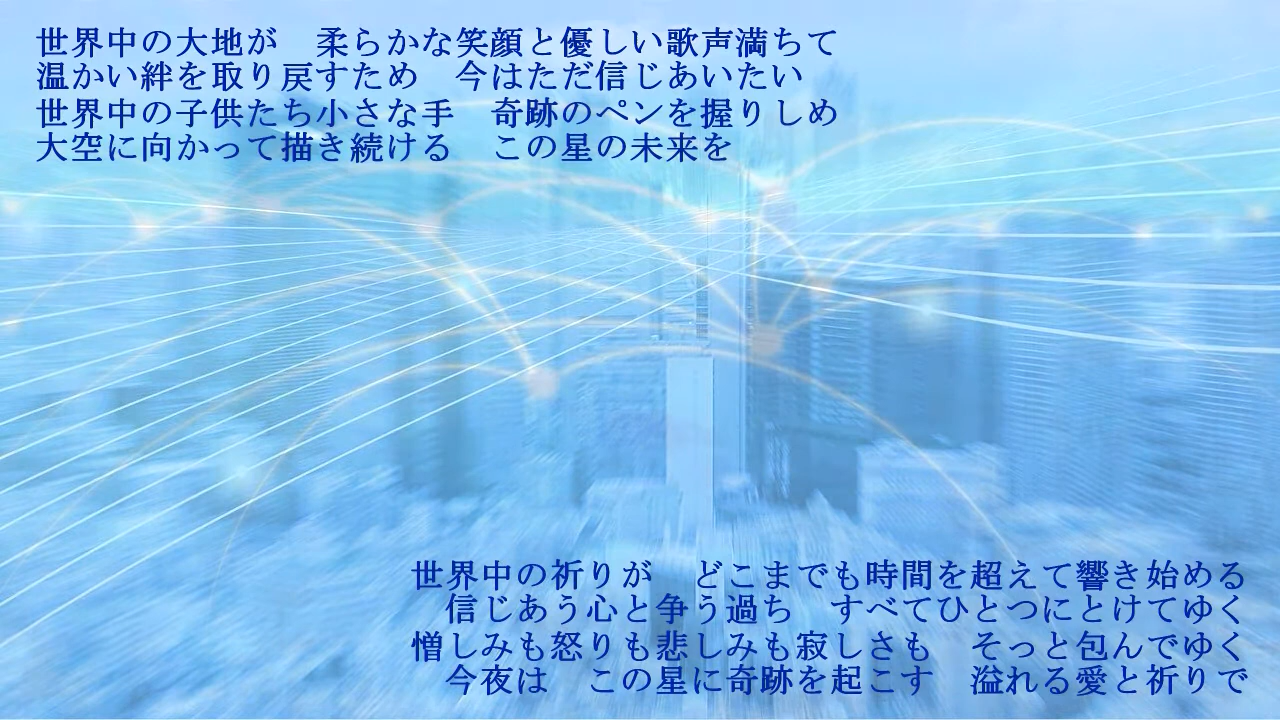 世界中の大地が　柔らかな笑顔と優しい歌声満ちて
温かい絆を取り戻すため　今はただ信じあいたい
世界中の子供たち小さな手　奇跡のペンを握りしめ
大空に向かって描き続ける　この星の未来を
世界中の祈りが　どこまでも時間を超えて響き始める
信じあう心と争う過ち　すべてひとつにとけてゆく
憎しみも怒りも悲しみも寂しさも　そっと包んでゆく
今夜は　この星に奇跡を起こす　溢れる愛と祈りで